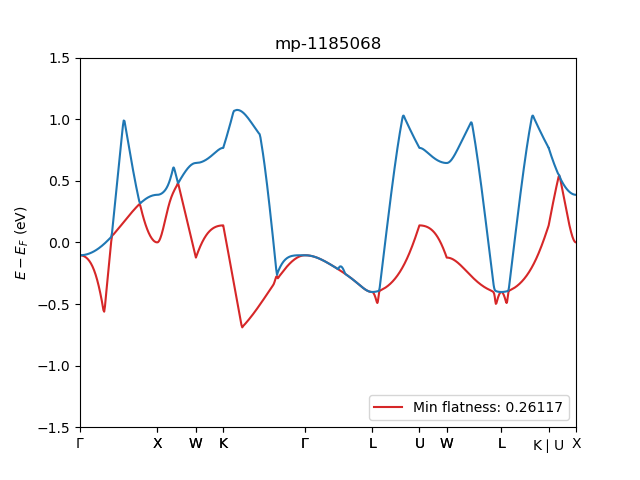 mp-1185068
1.5
1.0
0.5
0.0
−0.5
−1.0
−1.5
E − E_F (eV)
Min flatness: 0.26117
Γ X W K Γ L U W L K | U X